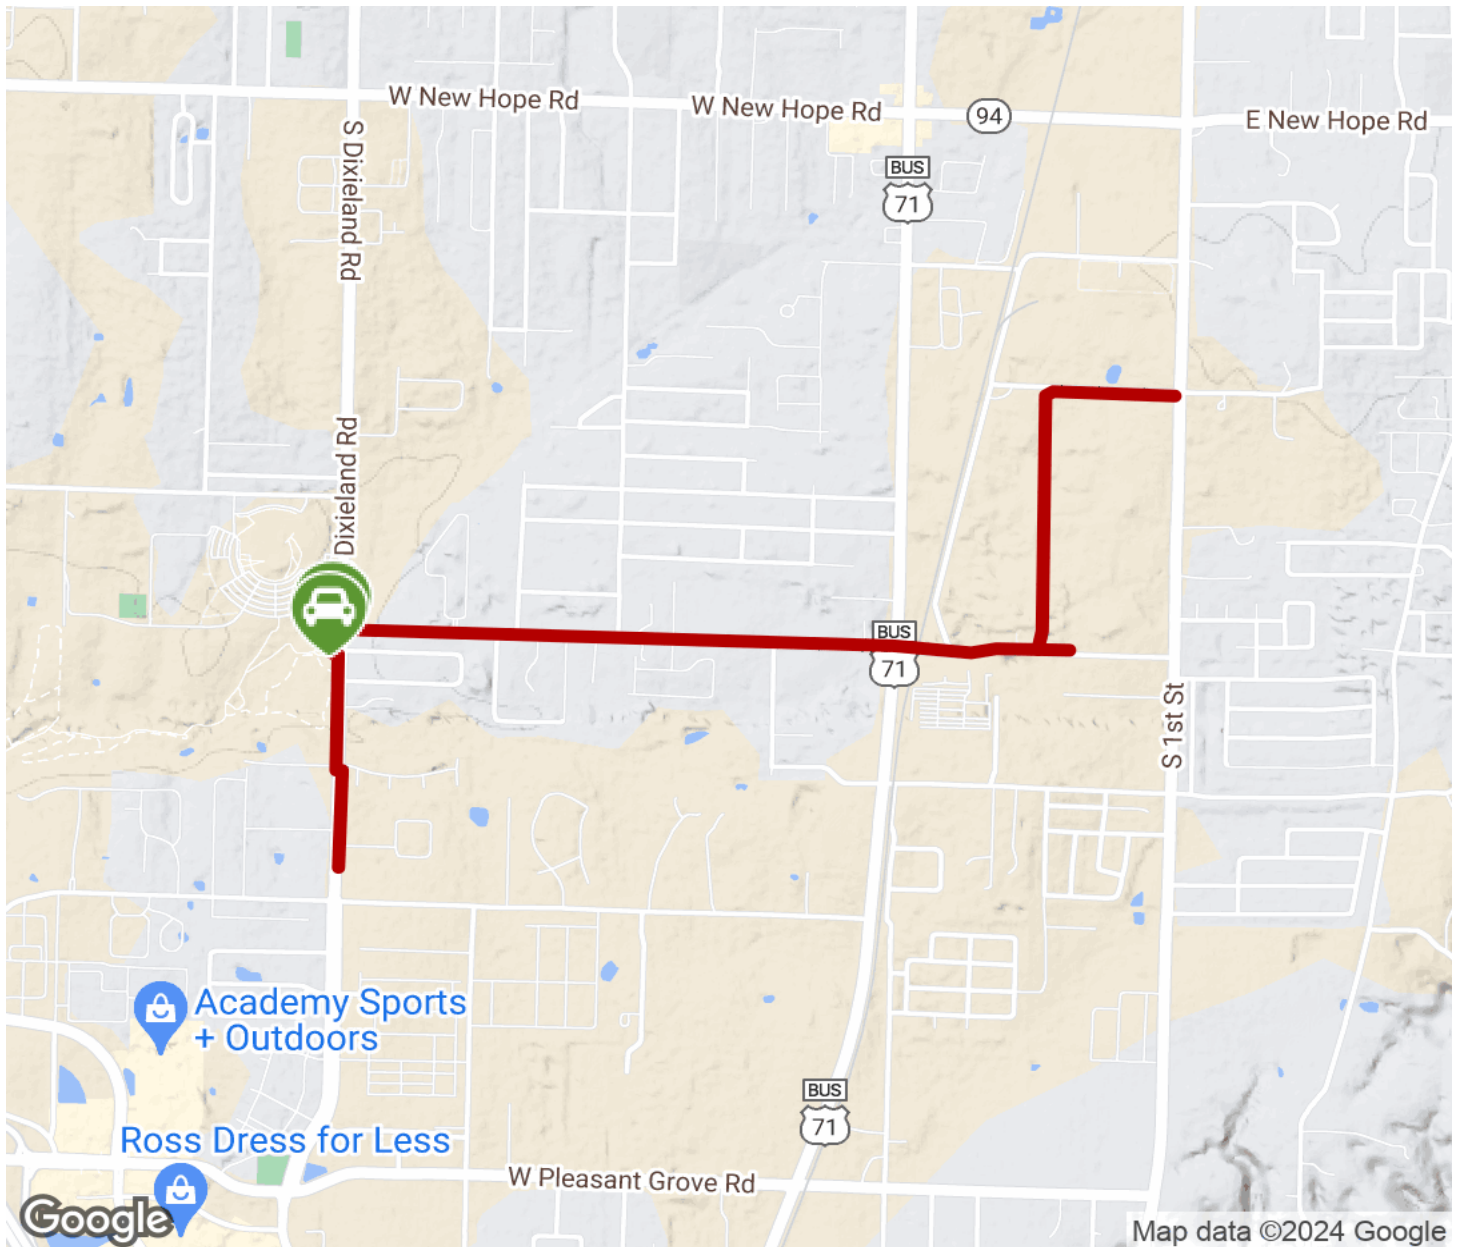 W New Hope Rd
W New Hope Rd
94
E New Hope Rd
S Dixieland Rd
BUS
71
Dixieland Rd
BUS
71
S 1st St
Academy Sports
+ Outdoors
BUS
71
Ross Dress for Less
W Pleasant Grove Rd
Google
Map data ©2024 Google